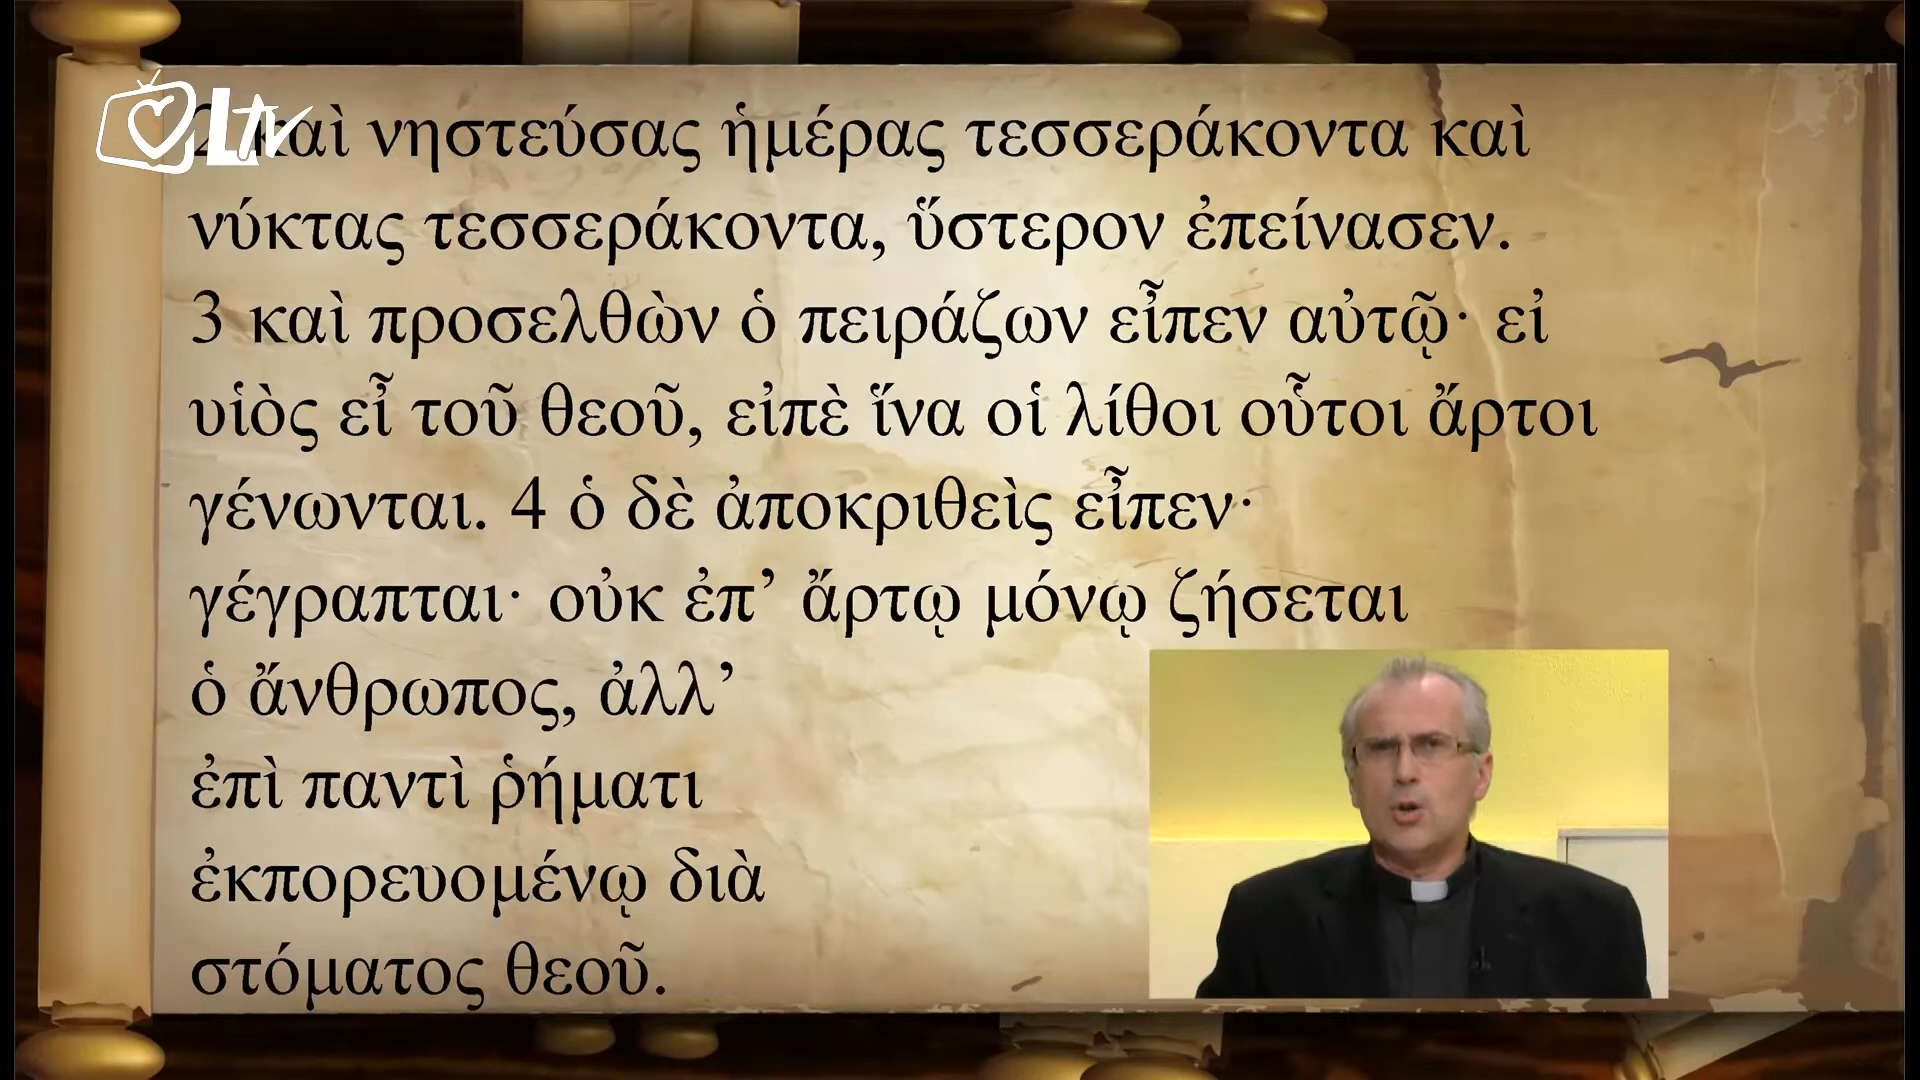 LTV
2 καὶ νηστεύσας ἡμέρας τεσσεράκοντα καὶ
νύκτας τεσσεράκοντα, ὕστερον ἐπείνασεν.
3 καὶ προσελθὼν ὁ πειράζων εἶπεν αὐτῷ· εἰ
υἱὸς εἶ τοῦ θεοῦ, εἰπὲ ἵνα οἱ λίθοι οὗτοι ἄρτοι
γένωνται. 4 ὁ δὲ ἀποκριθεὶς εἶπεν·
γέγραπται· οὐκ ἐπ’ ἄρτῳ μόνῳ ζήσεται
ὁ ἄνθρωπος, ἀλλ’
ἐπὶ παντὶ ῥήματι
ἐκπορευομένῳ διὰ
στόματος θεοῦ.